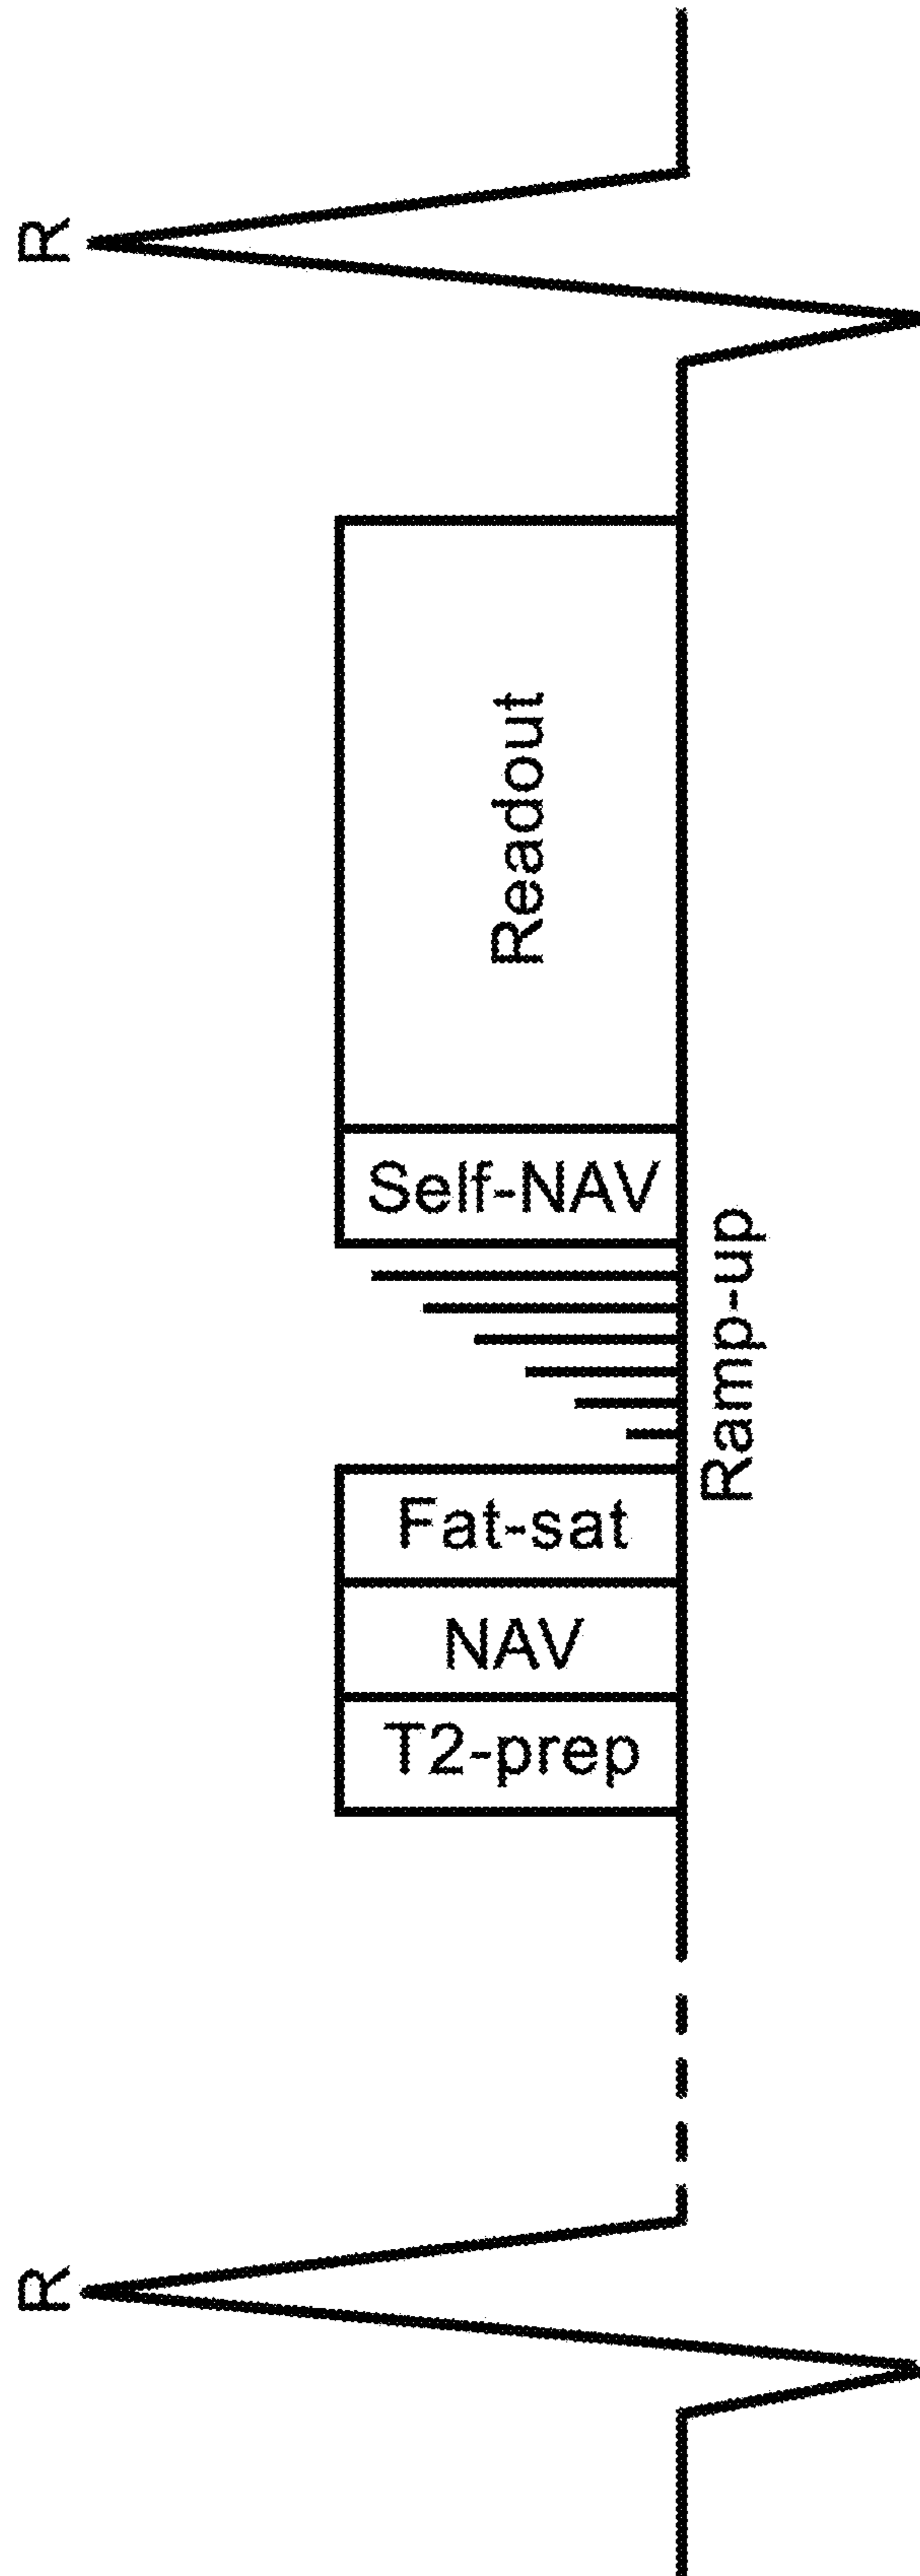 R
T2-prep
NAV
Fat-sat
Ramp-up
Self-NAV
Readout
R